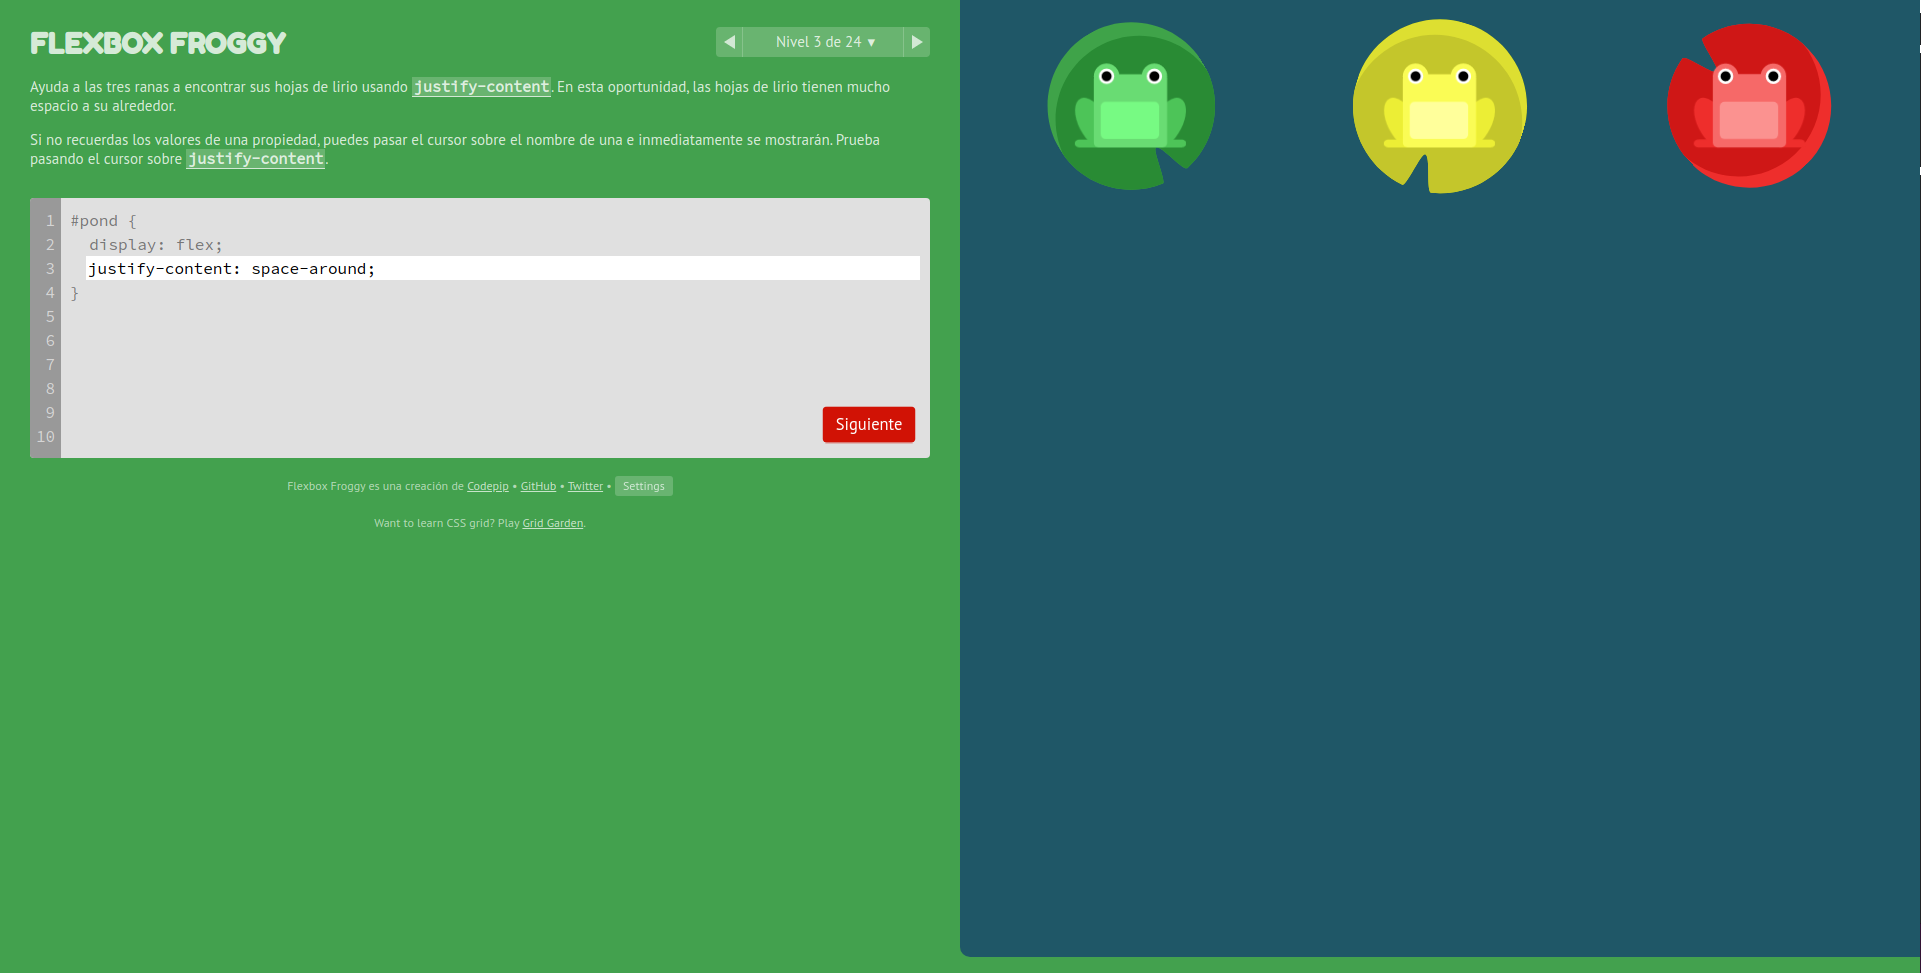 FLEXBOX FROGGY
Nivel 3 de 24 ▾
Ayuda a las tres ranas a encontrar sus hojas de lirio usando justify-content. En esta oportunidad, las hojas de lirio tienen mucho
espacio a su alrededor.
Si no recuerdas los valores de una propiedad, puedes pasar el cursor sobre el nombre de una e inmediatamente se mostrarán. Prueba
pasando el cursor sobre justify-content.
1 #pond {
2 display: flex;
3 justify-content: space-around;
4 }
5
6
7
8
9
10
Siguiente
Flexbox Froggy es una creación de Codepip • GitHub • Twitter • Settings
Want to learn CSS grid? Play Grid Garden.